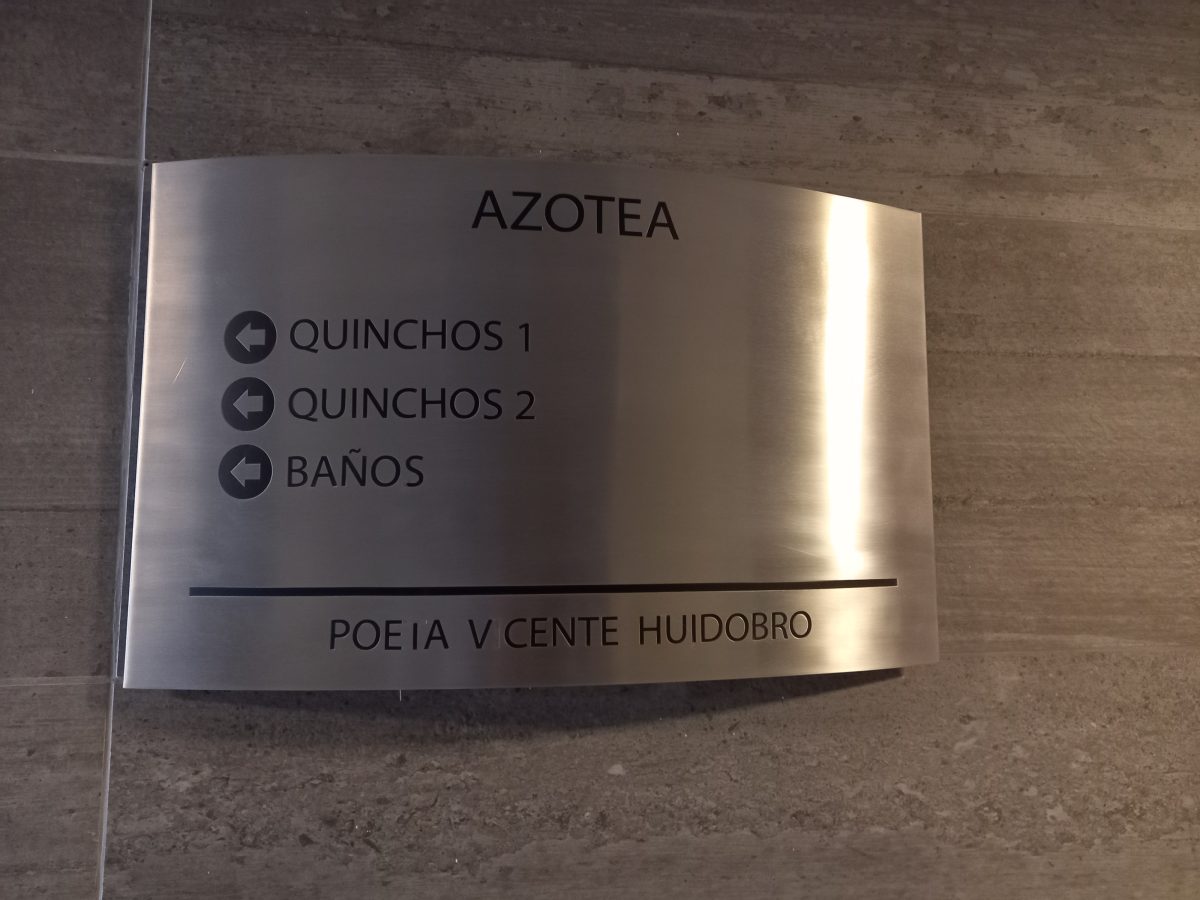 AZOTEA
QUINCHOS 1
QUINCHOS 2
BAÑOS
POEIA VICENTE HUIDOBRO